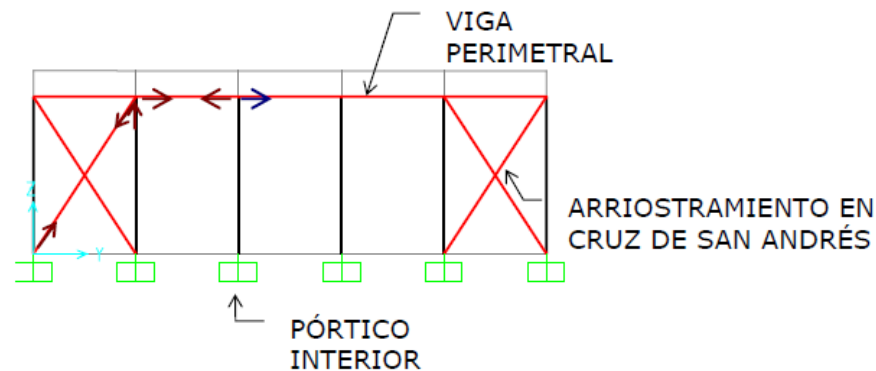 VIGA
PERIMETRAL
Z
Y
ARRIOSTRAMIENTO EN
CRUZ DE SAN ANDRÉS
PÓRTICO
INTERIOR